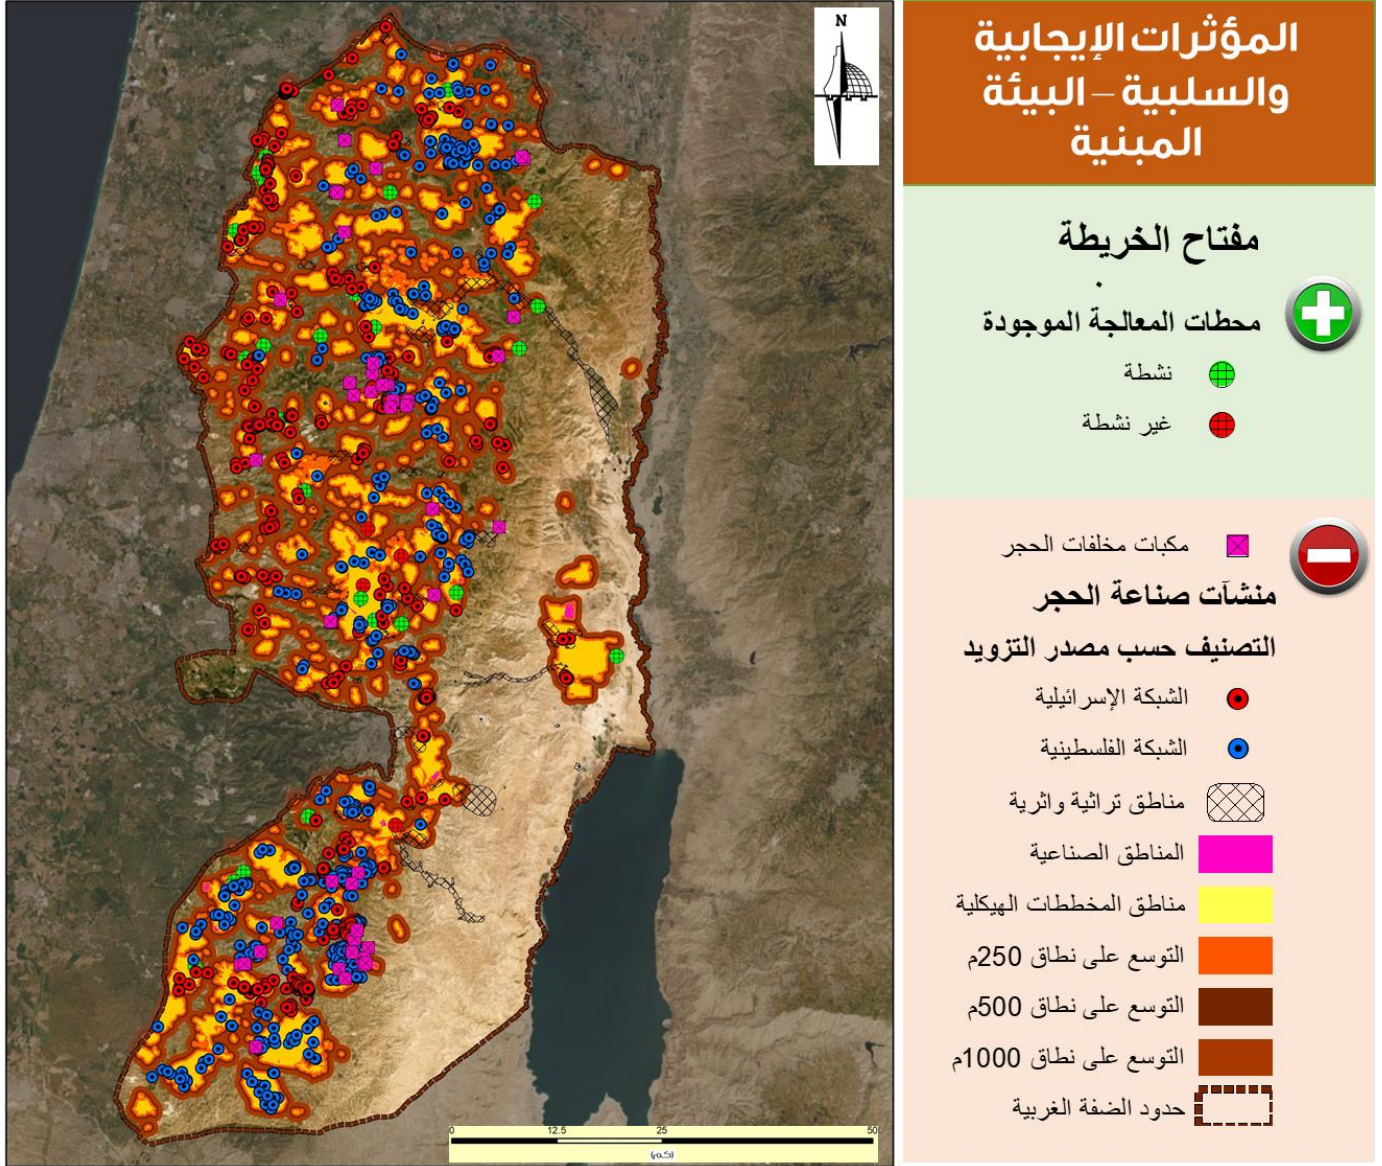 المؤثرات الإيجابية
والسلبية – البيئة
المبنية
مفتاح الخريطة
محطات المعالجة الموجودة
نشطة
غير نشطة
مكبات مخلفات الحجر
منشآت صناعة الحجر
التصنيف حسب مصدر التزويد
الشبكة الإسرائيلية
الشبكة الفلسطينية
مناطق تراثية واثرية
المناطق الصناعية
مناطق المخططات الهيكلية
التوسع على نطاق 250م
التوسع على نطاق 500م
التوسع على نطاق 1000م
حدود الضفة الغربية
N
0 12.5 25 50
(كم)